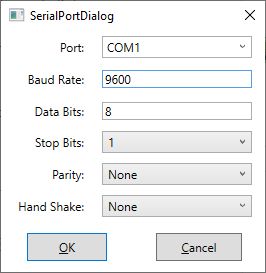 SerialPortDialog
Port: COM1
Baud Rate: 9600
Data Bits: 8
Stop Bits: 1
Parity: None
Hand Shake: None
OK Cancel